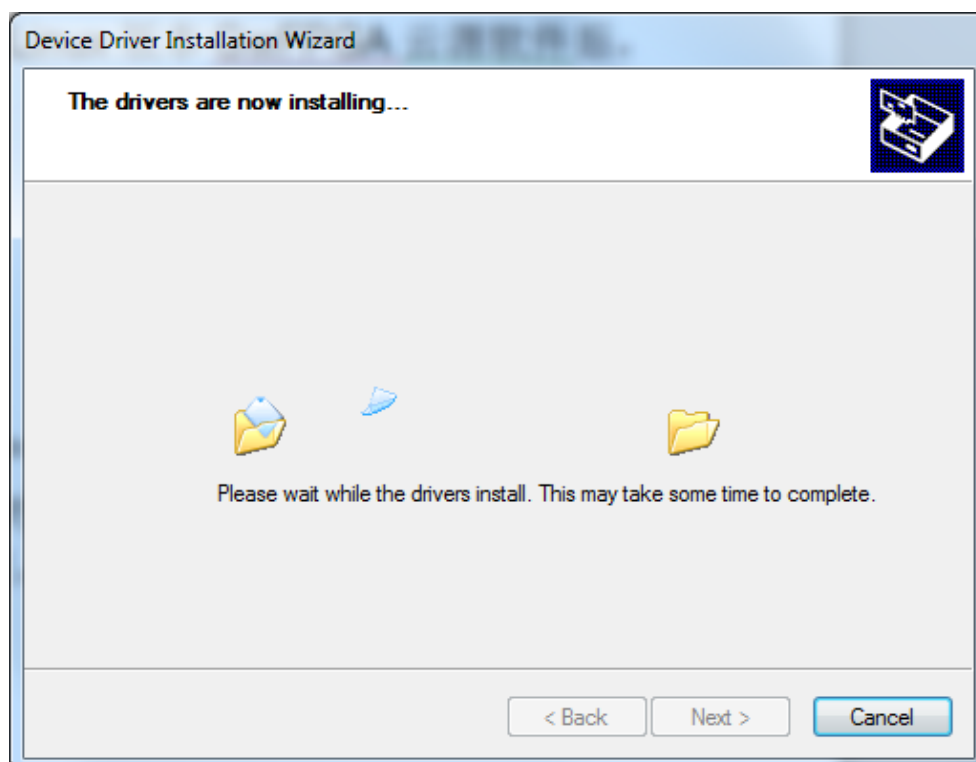 Device Driver Installation Wizard
The drivers are now installing...
Please wait while the drivers install. This may take some time to complete.
< Back
Next >
Cancel